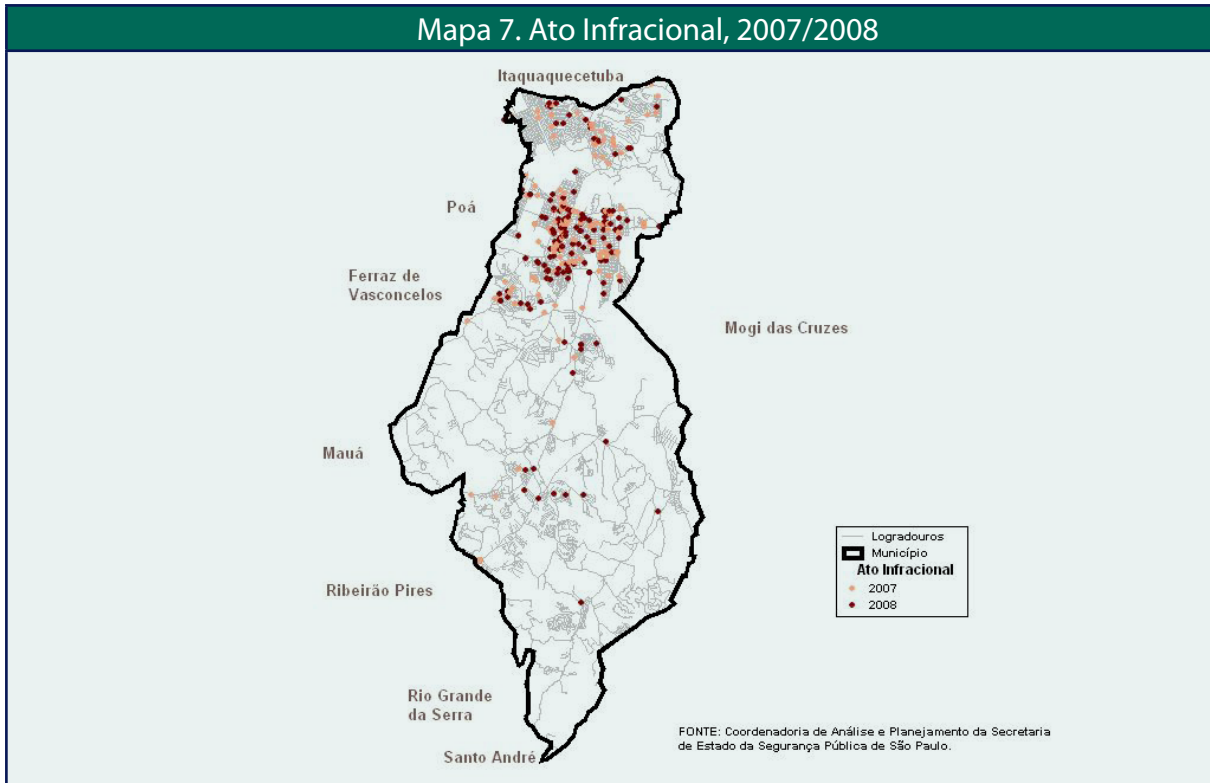 Mapa 7. Ato Infracional, 2007/2008
Itaquaquecetuba
Poá
Ferraz de
Vasconcelos
Mogi das Cruzes
Mauá
Logradouros
Município
Ato Infracional
2007
2008
Ribeirão Pires
Rio Grande
da Serra
Santo André
FONTE: Coordenadoria de Análise e Planejamento da Secretaria
de Estado da Segurança Pública de São Paulo.